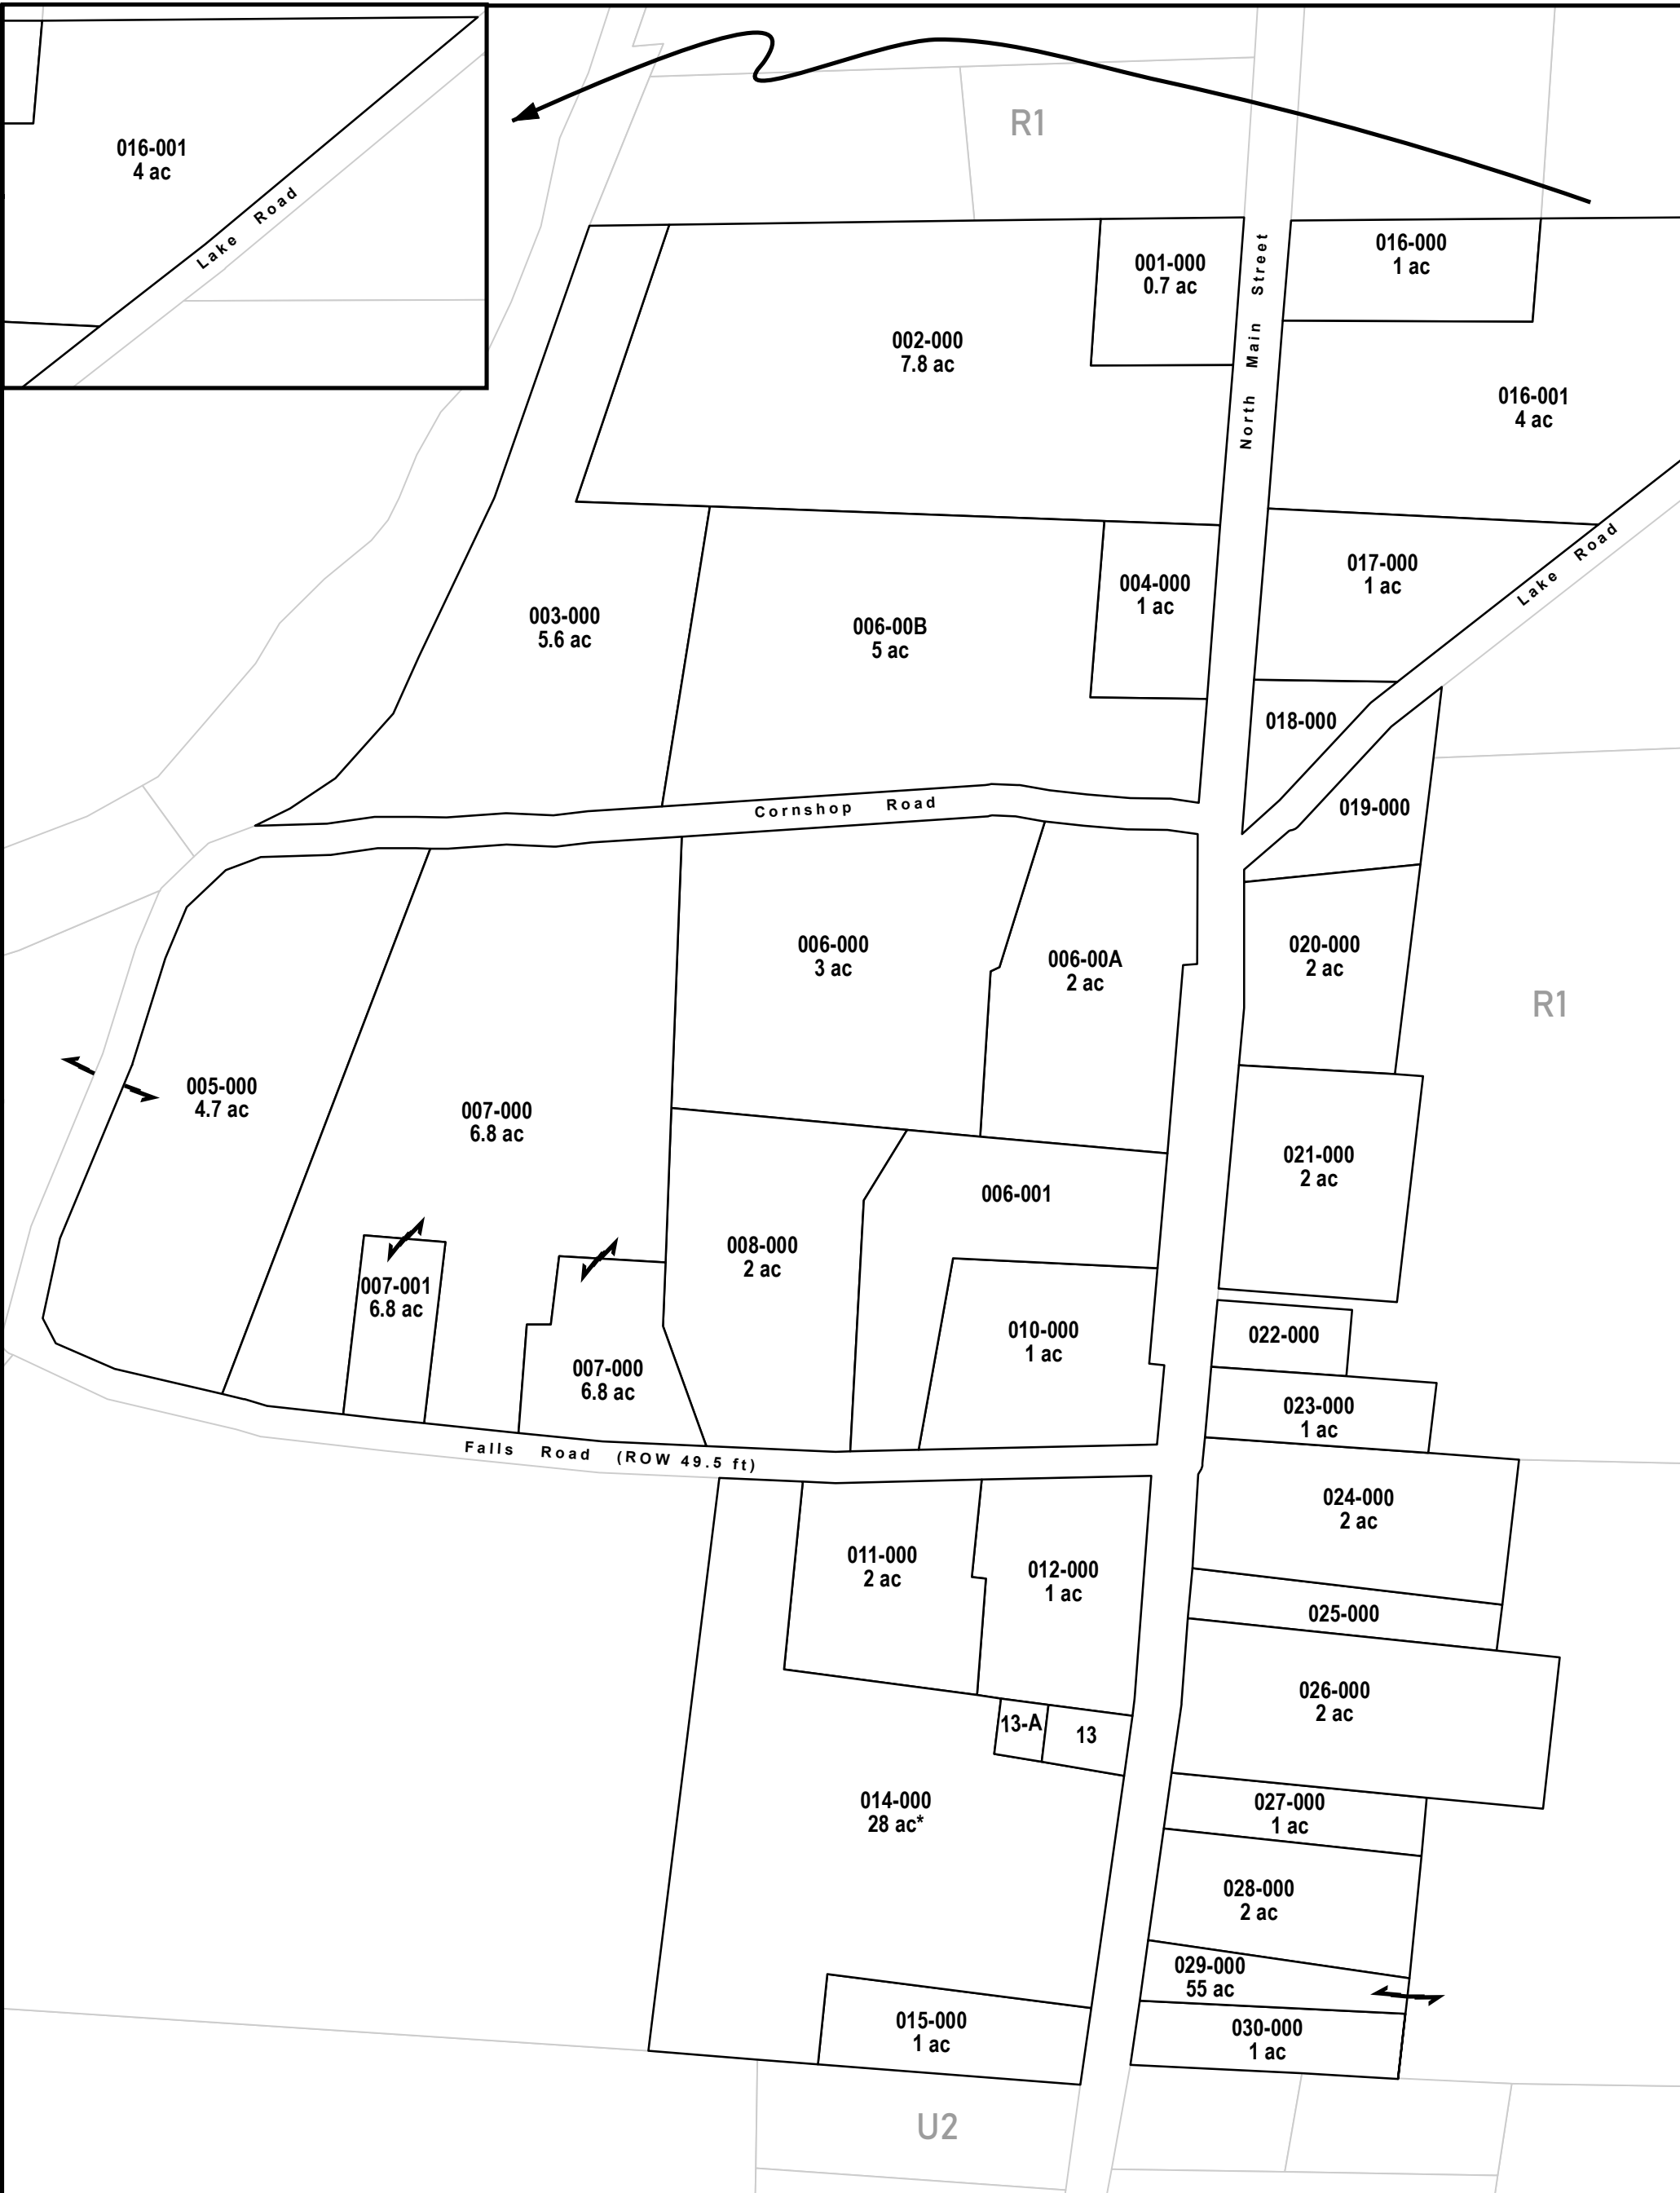 R1
016-001
4 ac
Lake Road
001-000
0.7 ac
North Main Street
016-000
1 ac
002-000
7.8 ac
016-001
4 ac
003-000
5.6 ac
006-00B
5 ac
004-000
1 ac
017-000
1 ac
Lake Road
018-000
Cornshop Road
019-000
006-000
3 ac
006-00A
2 ac
020-000
2 ac
R1
005-000
4.7 ac
007-000
6.8 ac
021-000
2 ac
006-001
008-000
2 ac
007-001
6.8 ac
010-000
1 ac
022-000
007-000
6.8 ac
023-000
1 ac
Falls Road (ROW 49.5 ft)
024-000
2 ac
011-000
2 ac
012-000
1 ac
025-000
026-000
2 ac
13-A
13
014-000
28 ac*
027-000
1 ac
028-000
2 ac
029-000
55 ac
015-000
1 ac
030-000
1 ac
U2